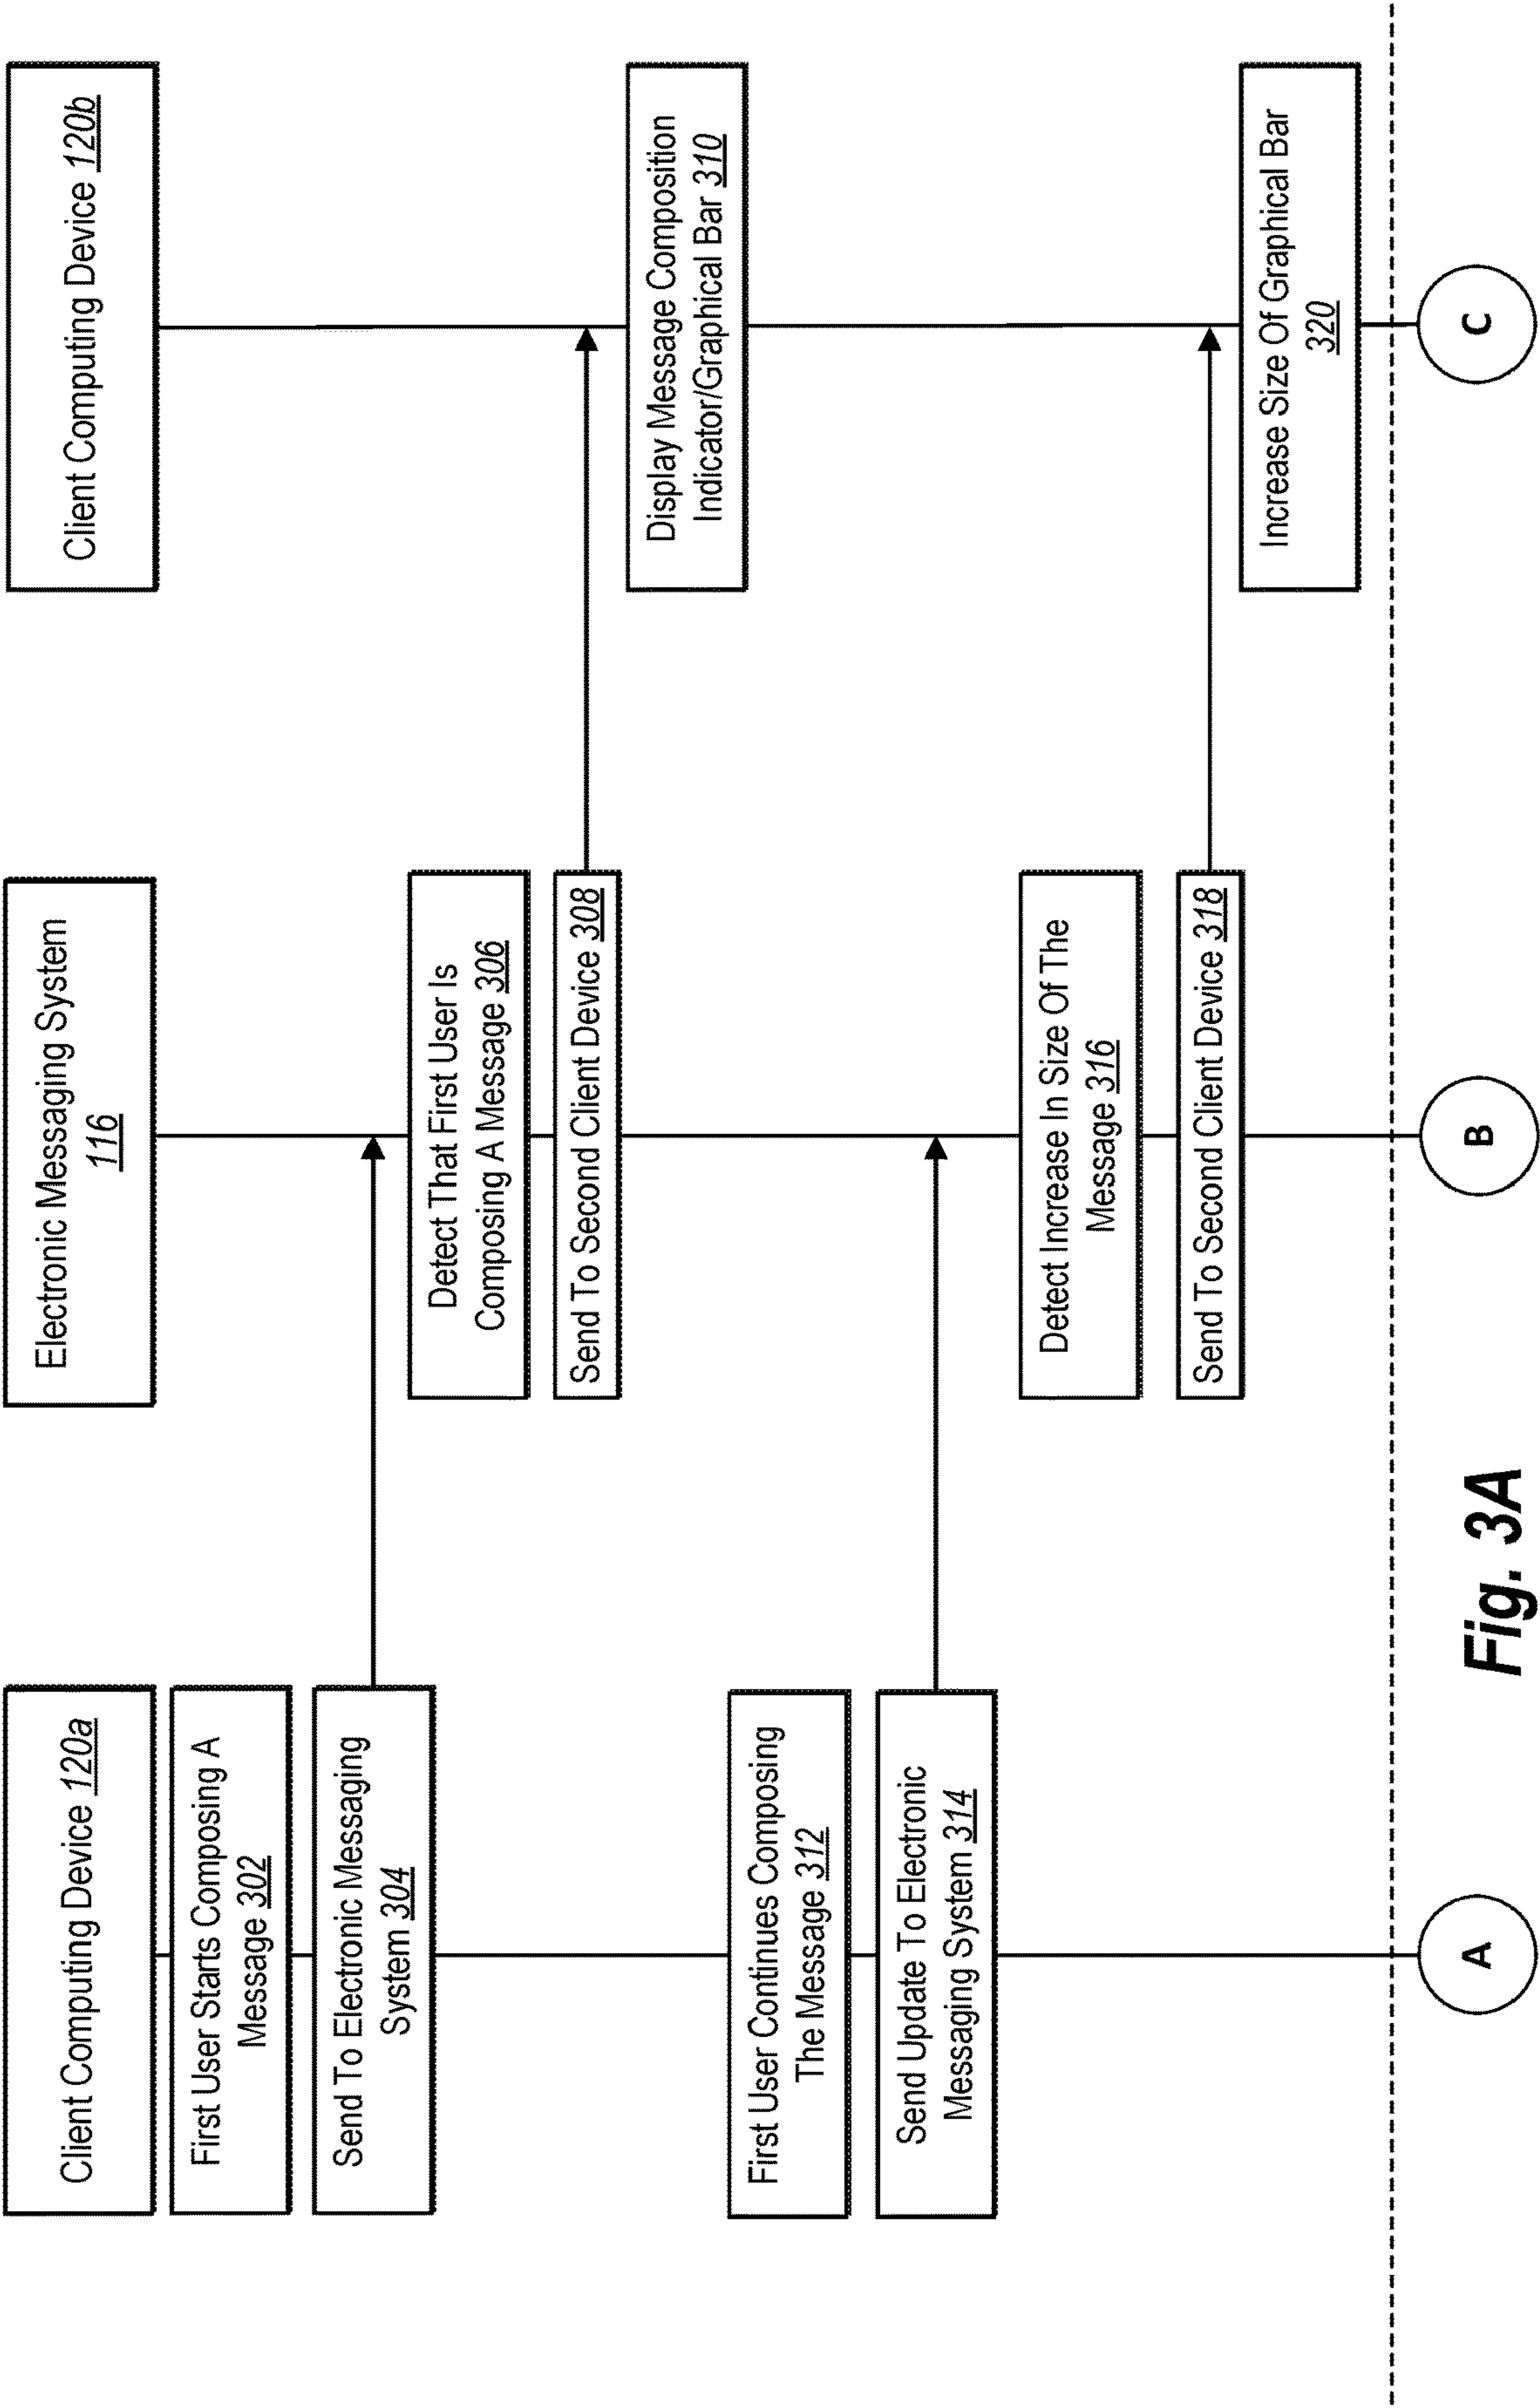 Client Computing Device 120a
Electronic Messaging System
116
Client Computing Device 120b
First User Starts Composing A
Message 302
Send To Electronic Messaging
System 304
Detect That First User Is
Composing A Message 306
Send To Second Client Device 308
Display Message Composition
Indicator/Graphical Bar 310
First User Continues Composing
The Message 312
Send Update To Electronic
Messaging System 314
Detect Increase In Size Of The
Message 316
Send To Second Client Device 318
Increase Size Of Graphical Bar
320
A
B
C
Fig. 3A